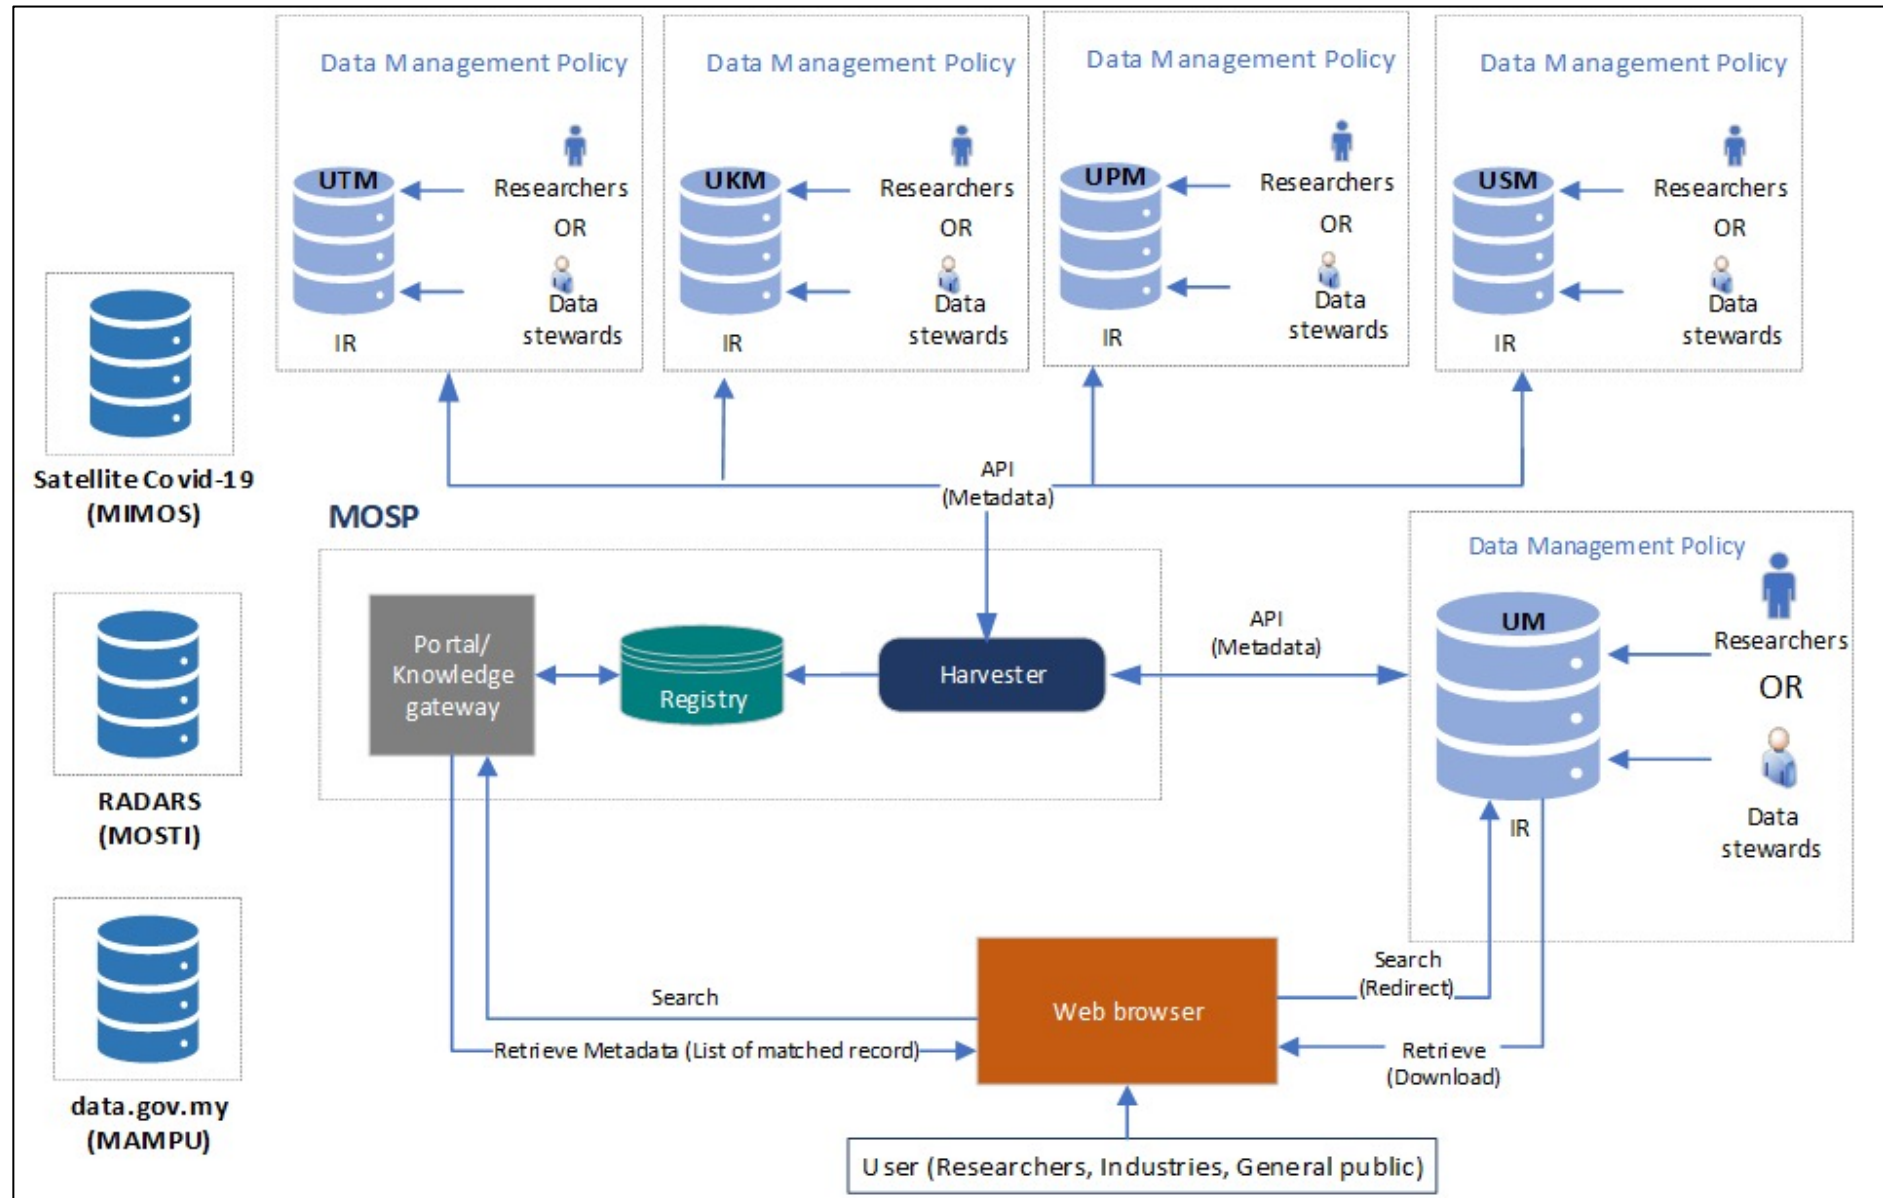 Data Management Policy
UTM
Researchers
OR
Data
stewards
IR
Data Management Policy
UKM
Researchers
OR
Data
stewards
IR
Data Management Policy
UPM
Researchers
OR
Data
stewards
IR
Data Management Policy
USM
Researchers
OR
Data
stewards
IR
Satellite Covid-19
(MIMOS)
RADARS
(MOSTI)
data.gov.my
(MAMPU)
API
(Metadata)
MOSP
Portal/
Knowledge
gateway
Registry
Harvester
API
(Metadata)
Data Management Policy
UM
Researchers
OR
Data
stewards
IR
Search
Retrieve Metadata (List of matched record)
Web browser
Search
(Redirect)
Retrieve
(Download)
User (Researchers, Industries, General public)